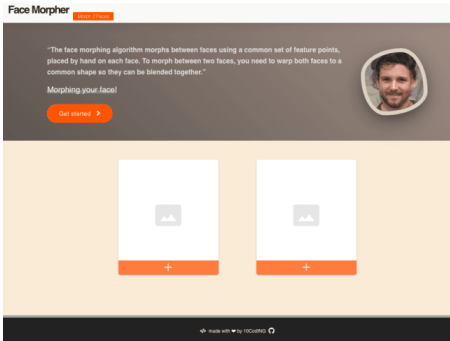 Face Morpher
Morph 2 Faces
“The face morphing algorithm morphs between faces using a common set of feature points,
placed by hand on each face. To morph between two faces, you need to warp both faces to a
common shape so they can be blended together.”
Morphing your face!
Get started
made with ❤ by 10CodING